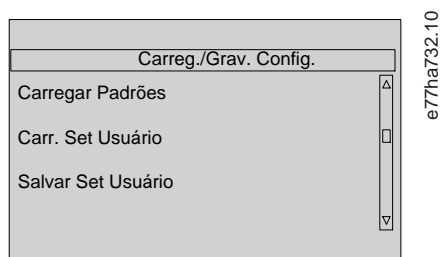 Carreg./Grav. Config.
Carregar Padrões
Carr. Set Usuário
Salvar Set Usuário
e77ha732.10